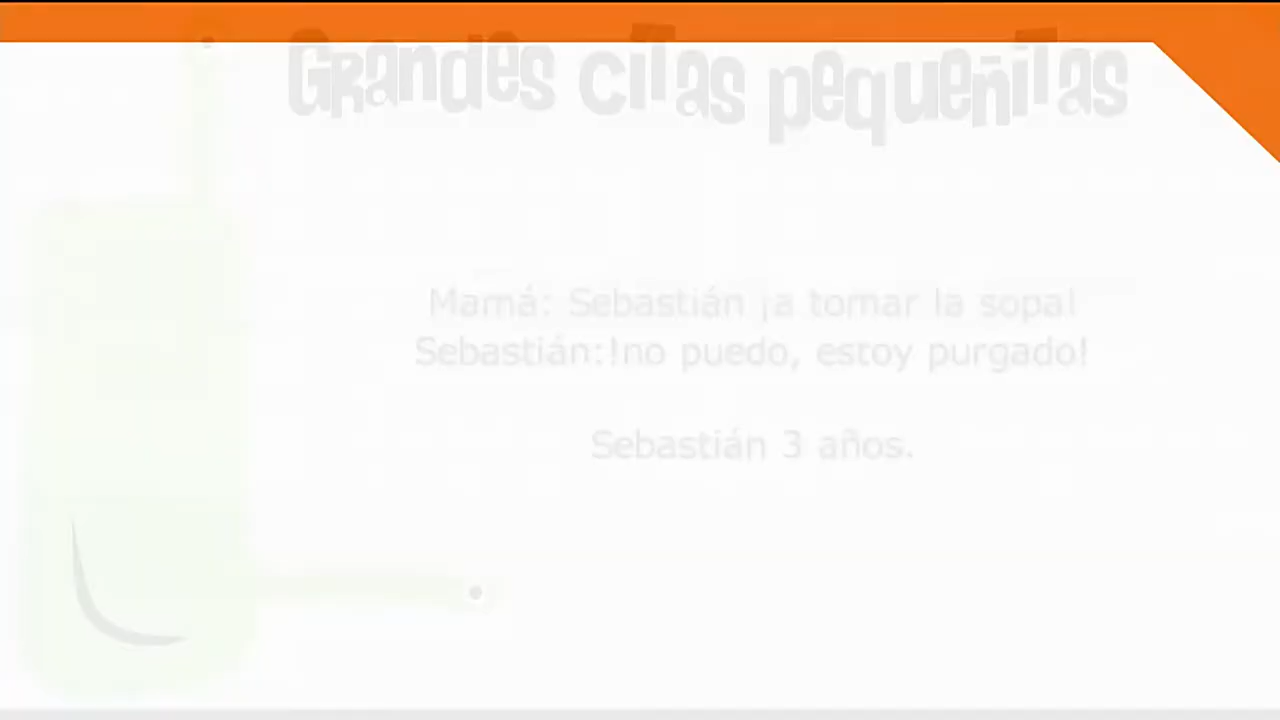 Grandes citas pequeñitas
Mamá: Sebastián ¡a tomar la sopa!
Sebastián:!no puedo, estoy purgado!
Sebastián 3 años.